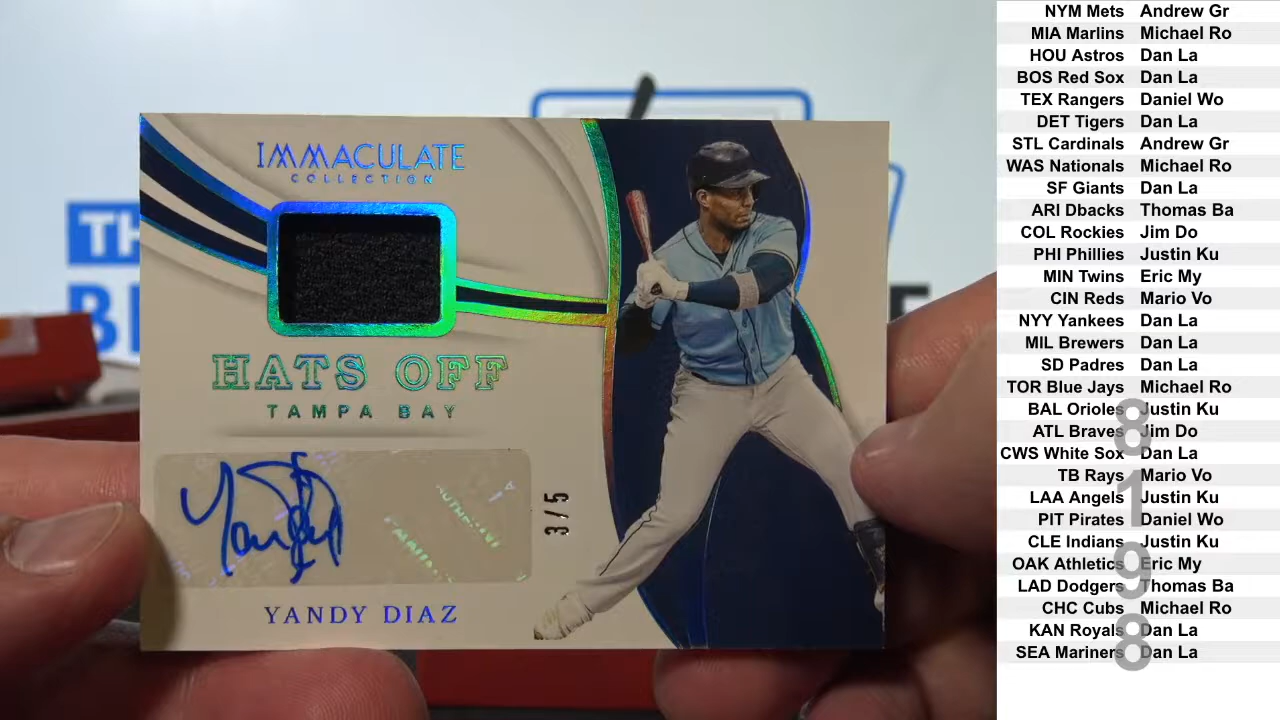 IMMACULATE
COLLECTION
HATS OFF
TAMPA BAY
3/5
YANDY DIAZ
NYM Mets Andrew Gr
MIA Marlins Michael Ro
HOU Astros Dan La
BOS Red Sox Dan La
TEX Rangers Daniel Wo
DET Tigers Dan La
STL Cardinals Andrew Gr
WAS Nationals Michael Ro
SF Giants Dan La
ARI Dbacks Thomas Ba
COL Rockies Jim Do
PHI Phillies Justin Ku
MIN Twins Eric My
CIN Reds Mario Vo
NYY Yankees Dan La
MIL Brewers Dan La
SD Padres Dan La
TOR Blue Jays Michael Ro
BAL Orioles Justin Ku
ATL Braves Jim Do
CWS White Sox Dan La
TB Rays Mario Vo
LAA Angels Justin Ku
PIT Pirates Daniel Wo
CLE Indians Justin Ku
OAK Athletics Eric My
LAD Dodgers Thomas Ba
CHC Cubs Michael Ro
KAN Royals Dan La
SEA Mariners Dan La
8
1
9
8